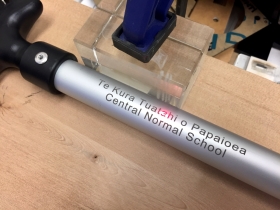 Te Kura Tuatahi o Papaioea
Central Normal School